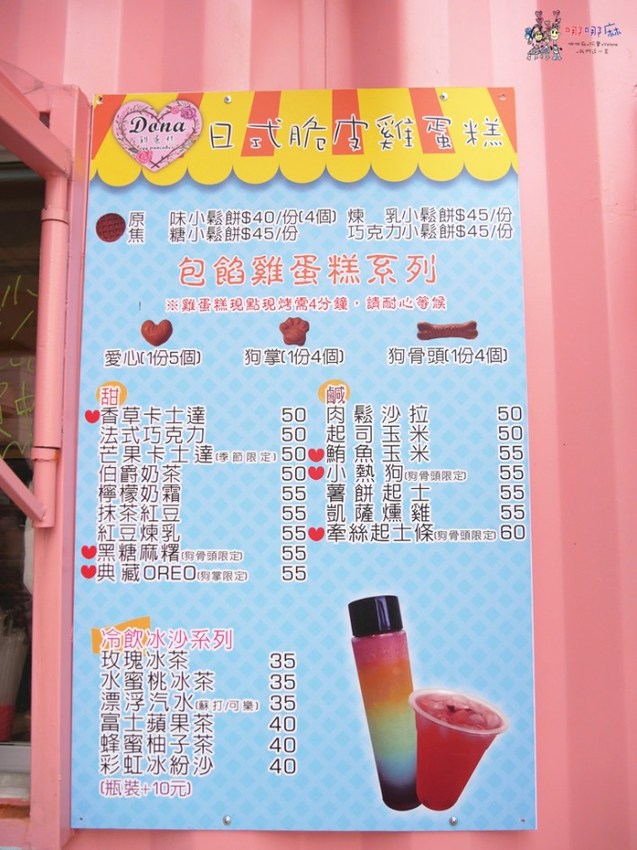 哪哪麻
Dona
日式脆皮雞蛋糕
原味小鬆餅$40/份(4個) 煉乳小鬆餅$45/份
焦糖小鬆餅$45/份 巧克力小鬆餅$45/份
包餡雞蛋糕系列
※雞蛋糕現點現烤需4分鐘，請耐心等候
愛心(1份5個) 狗掌(1份4個) 狗骨頭(1份4個)
甜
香草卡士達 50
法式巧克力 50
芒果卡士達(季節限定) 50
伯爵奶茶 50
檸檬奶霜 55
抹茶紅豆 55
紅豆煉乳 55
黑糖麻糬(狗骨頭限定) 55
典藏OREO(狗掌限定) 55
鹹
肉鬆沙拉 50
起司玉米 50
鮪魚玉米 55
小熱狗(狗骨頭限定) 55
薯餅起士 55
凱薩燻雞 55
牽絲起士條(狗骨頭限定) 60
冷飲冰沙系列
玫瑰冰茶 35
水蜜桃冰茶 35
漂浮汽水(蘇打/可樂) 35
富士蘋果茶 40
蜂蜜柚子茶 40
彩虹冰紛沙 40
(瓶裝+10元)